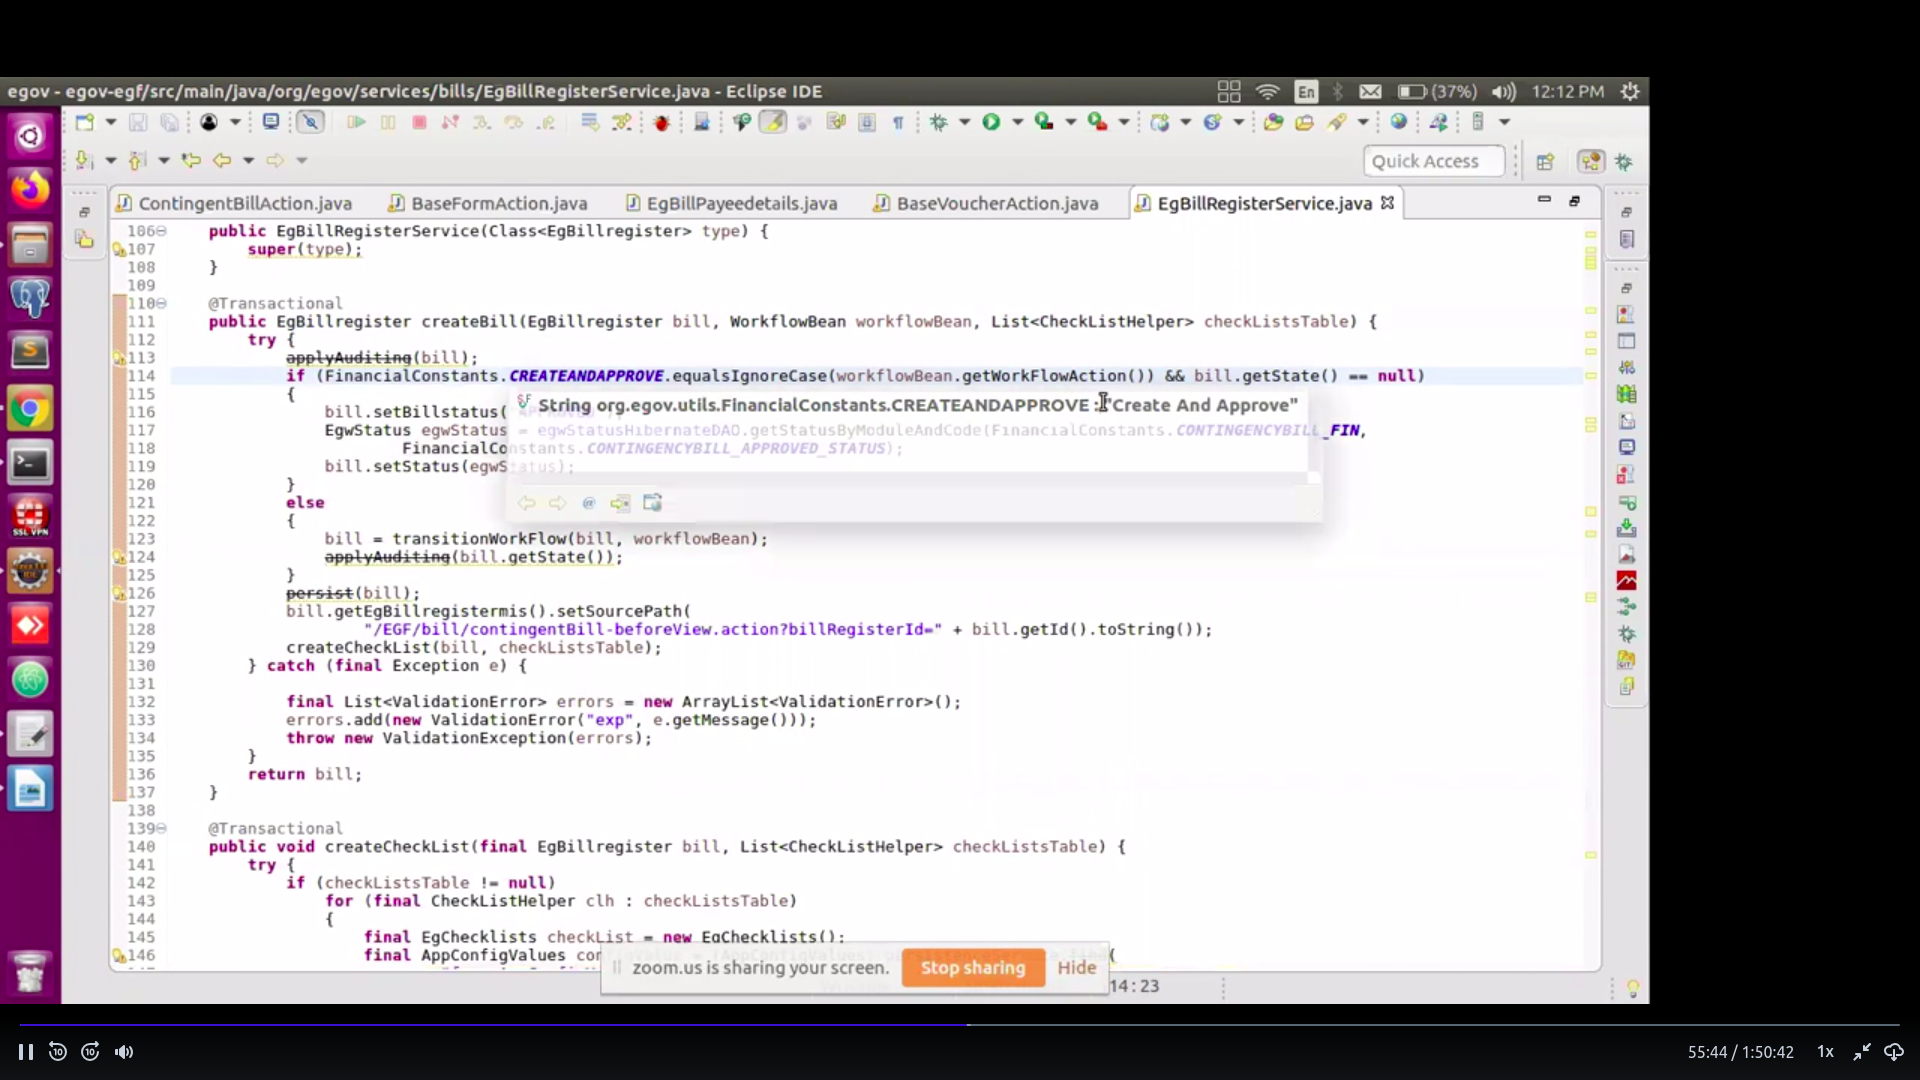 egov - egov-egf/src/main/java/org/egov/services/bills/EgBillRegisterService.java - Eclipse IDE
En
(37%)
12:12 PM
Quick Access
ContingentBillAction.java
BaseFormAction.java
EgBillPayeedetails.java
BaseVoucherAction.java
EgBillRegisterService.java
SSL VPN
106 public EgBillRegisterService(Class<EgBillregister> type) {
107 super(type);
108 }
109
110 @Transactional
111 public EgBillregister createBill(EgBillregister bill, WorkflowBean workflowBean, List<CheckListHelper> checkListsTable) {
112 try {
113 applyAuditing(bill);
114 if (FinancialConstants.CREATEANDAPPROVE.equalsIgnoreCase(workflowBean.getWorkFlowAction()) && bill.getState() == null)
115 {
String org.egov.utils.FinancialConstants.CREATEANDAPPROVE : "Create And Approve"
116 bill.setBillstatus(
117 EgwStatus egwStatus = egwStatusHibernateDAO.getStatusByModuleAndCode(FinancialConstants.CONTINGENCYBILL_FIN,
118 FinancialConstants.CONTINGENCYBILL_APPROVED_STATUS);
119 bill.setStatus(egwStatus);
120 }
121 else
122 {
123 bill = transitionWorkFlow(bill, workflowBean);
124 applyAuditing(bill.getState());
125 }
126 persist(bill);
127 bill.getEgBillregistermis().setSourcePath(
128 "/EGF/bill/contingentBill-beforeView.action?billRegisterId=" + bill.getId().toString());
129 createCheckList(bill, checkListsTable);
130 } catch (final Exception e) {
131
132 final List<ValidationError> errors = new ArrayList<ValidationError>();
133 errors.add(new ValidationError("exp", e.getMessage()));
134 throw new ValidationException(errors);
135 }
136 return bill;
137 }
138
139 @Transactional
140 public void createCheckList(final EgBillregister bill, List<CheckListHelper> checkListsTable) {
141 try {
142 if (checkListsTable != null)
143 for (final CheckListHelper clh : checkListsTable)
144 {
145 final EgChecklists checkList = new EgChecklists();
146 final AppConfigValues
zoom.us is sharing your screen.
Stop sharing
Hide
14:23
55:44 / 1:50:42
1x